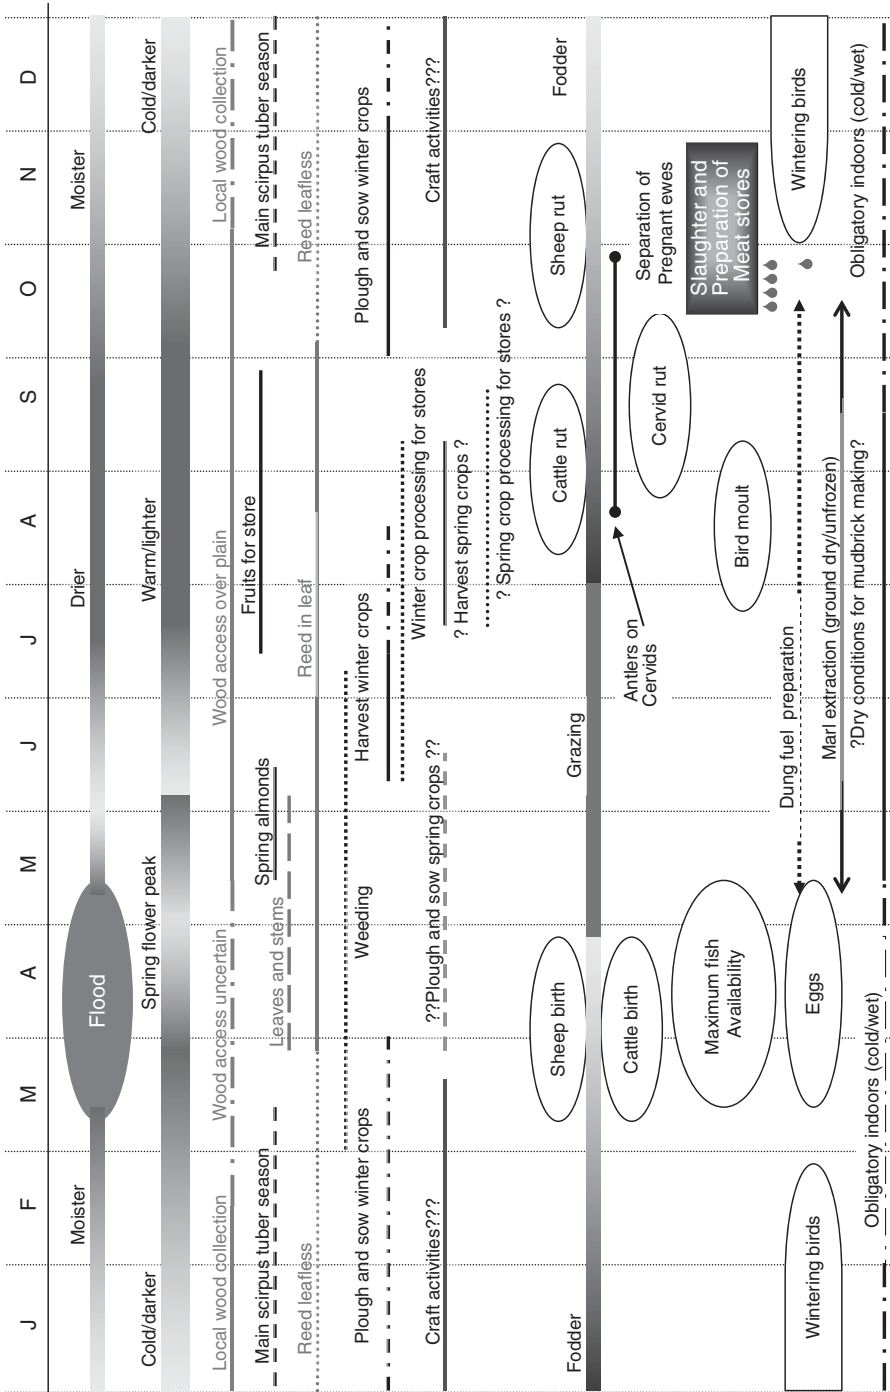 J F M A M J J A S O N D
Moister
Flood
Drier
Moister
Cold/darker
Spring flower peak
Warm/lighter
Cold/darker
Local wood collection
Wood access uncertain
Wood access over plain
Local wood collection
Main scirpus tuber season
Spring almonds
Fruits for store
Main scirpus tuber season
Leaves and stems
Reed leafless
Reed in leaf
Reed leafless
Weeding
Plough and sow winter crops
Harvest winter crops
Plough and sow winter crops
Winter crop processing for stores
Craft activities???
??Plough and sow spring crops ??
? Harvest spring crops ?
Craft activities???
? Spring crop processing for stores ?
Sheep birth
Cattle rut
Sheep rut
Fodder
Grazing
Fodder
Cattle birth
Antlers on
Cervids
Cervid rut
Separation of
Pregnant ewes
Maximum fish
Availability
Bird moult
Slaughter and
Preparation of
Meat stores
Wintering birds
Eggs
Dung fuel preparation
Wintering birds
Marl extraction (ground dry/unfrozen)
?Dry conditions for mudbrick making?
Obligatory indoors (cold/wet)
Obligatory indoors (cold/wet)